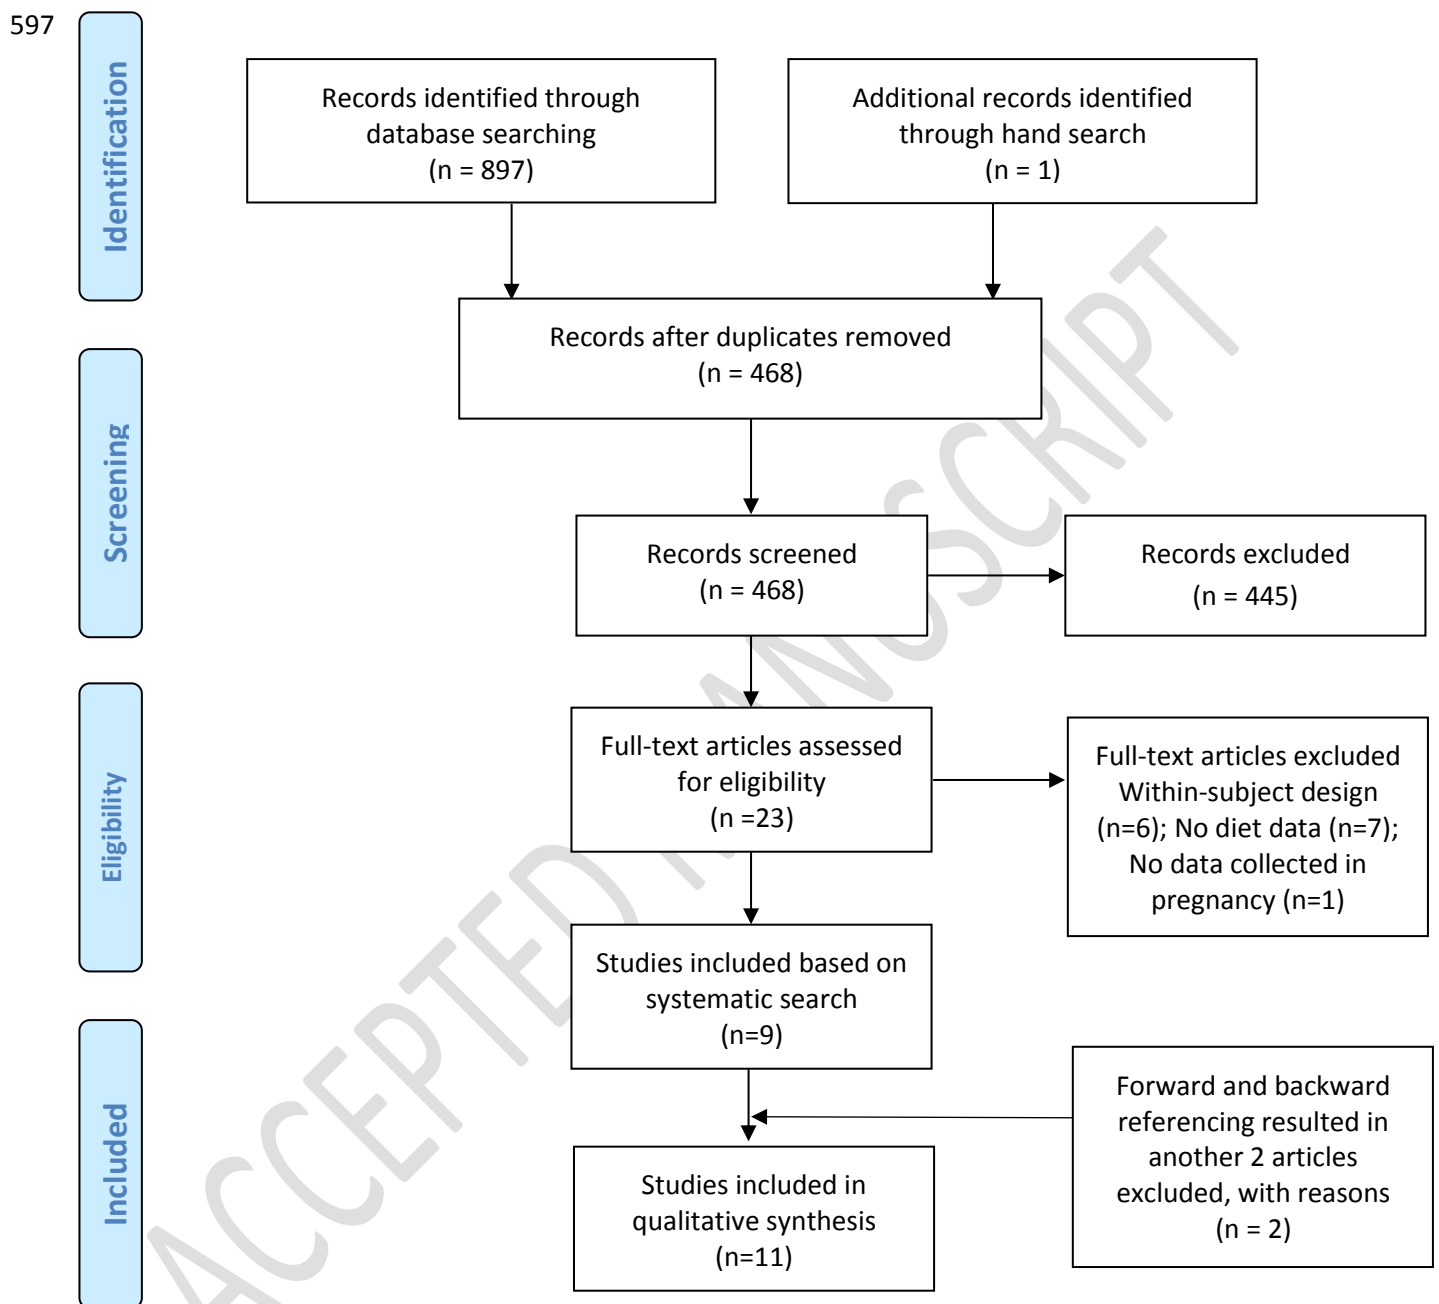 597
Identification
Records identified through
database searching
(n = 897)
Additional records identified
through hand search
(n = 1)
Records after duplicates removed
(n = 468)
Screening
Records screened
(n = 468)
Records excluded
(n = 445)
Eligibility
Full-text articles assessed
for eligibility
(n =23)
Full-text articles excluded
Within-subject design
(n=6); No diet data (n=7);
No data collected in
pregnancy (n=1)
Studies included based on
systematic search
(n=9)
Included
Forward and backward
referencing resulted in
another 2 articles
excluded, with reasons
(n = 2)
Studies included in
qualitative synthesis
(n=11)
ACCEPTED MANUSCRIPT